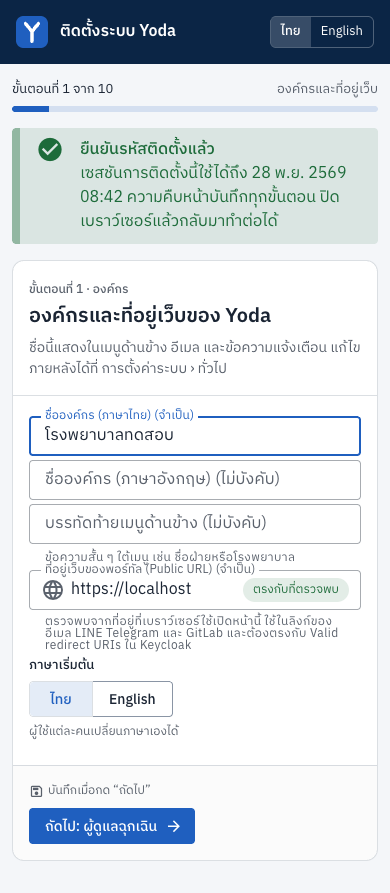 ติดตั้งระบบ Yoda
ไทย
English
ขั้นตอนที่ 1 จาก 10
องค์กรและที่อยู่เว็บ
ยืนยันรหัสติดตั้งแล้ว
เซสชันการติดตั้งนี้ใช้ได้ถึง 28 พ.ย. 2569
08:42 ความคืบหน้าบันทึกทุกขั้นตอน ปิด
เบราว์เซอร์แล้วกลับมาทำต่อได้
ขั้นตอนที่ 1 · องค์กร
องค์กรและที่อยู่เว็บของ Yoda
ชื่อนี้แสดงในเมนูด้านข้าง อีเมล และข้อความแจ้งเตือน แก้ไข
ภายหลังได้ที่ การตั้งค่าระบบ › ทั่วไป
ชื่อองค์กร (ภาษาไทย) (จำเป็น)
โรงพยาบาลทดสอบ
ชื่อองค์กร (ภาษาอังกฤษ) (ไม่บังคับ)
บรรทัดท้ายเมนูด้านข้าง (ไม่บังคับ)
ข้อความสั้น ๆ ใต้เมนู เช่น ชื่อฝ่ายหรือโรงพยาบาล
ที่อยู่เว็บของพอร์ทัล (Public URL) (จำเป็น)
https://localhost
ตรงกับที่ตรวจพบ
ตรวจพบจากที่อยู่ที่เบราว์เซอร์ใช้เปิดหน้านี้ ใช้ในลิงก์ของ
อีเมล LINE Telegram และ GitLab และต้องตรงกับ Valid
redirect URIs ใน Keycloak
ภาษาเริ่มต้น
ไทย
English
ผู้ใช้แต่ละคนเปลี่ยนภาษาเองได้
บันทึกเมื่อกด “ถัดไป”
ถัดไป: ผู้ดูแลฉุกเฉิน